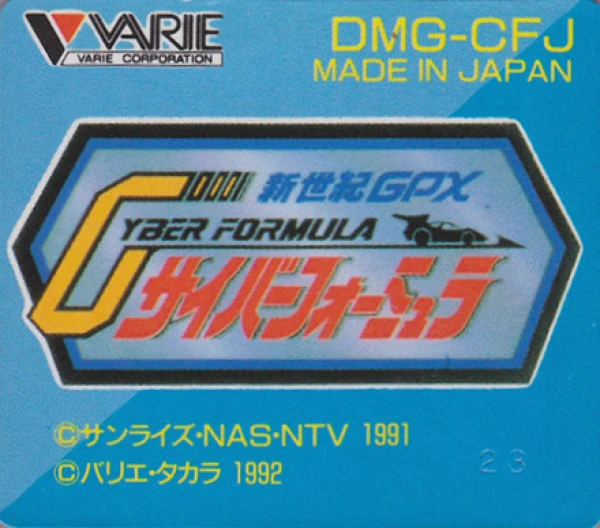 VARIE
VARIE CORPORATION
DMG-CFJ
MADE IN JAPAN
新世紀GPX
CYBER FORMULA
サイバーフォーミュラ
©サンライズ・NAS・NTV 1991
©バリエ・タカラ 1992
23